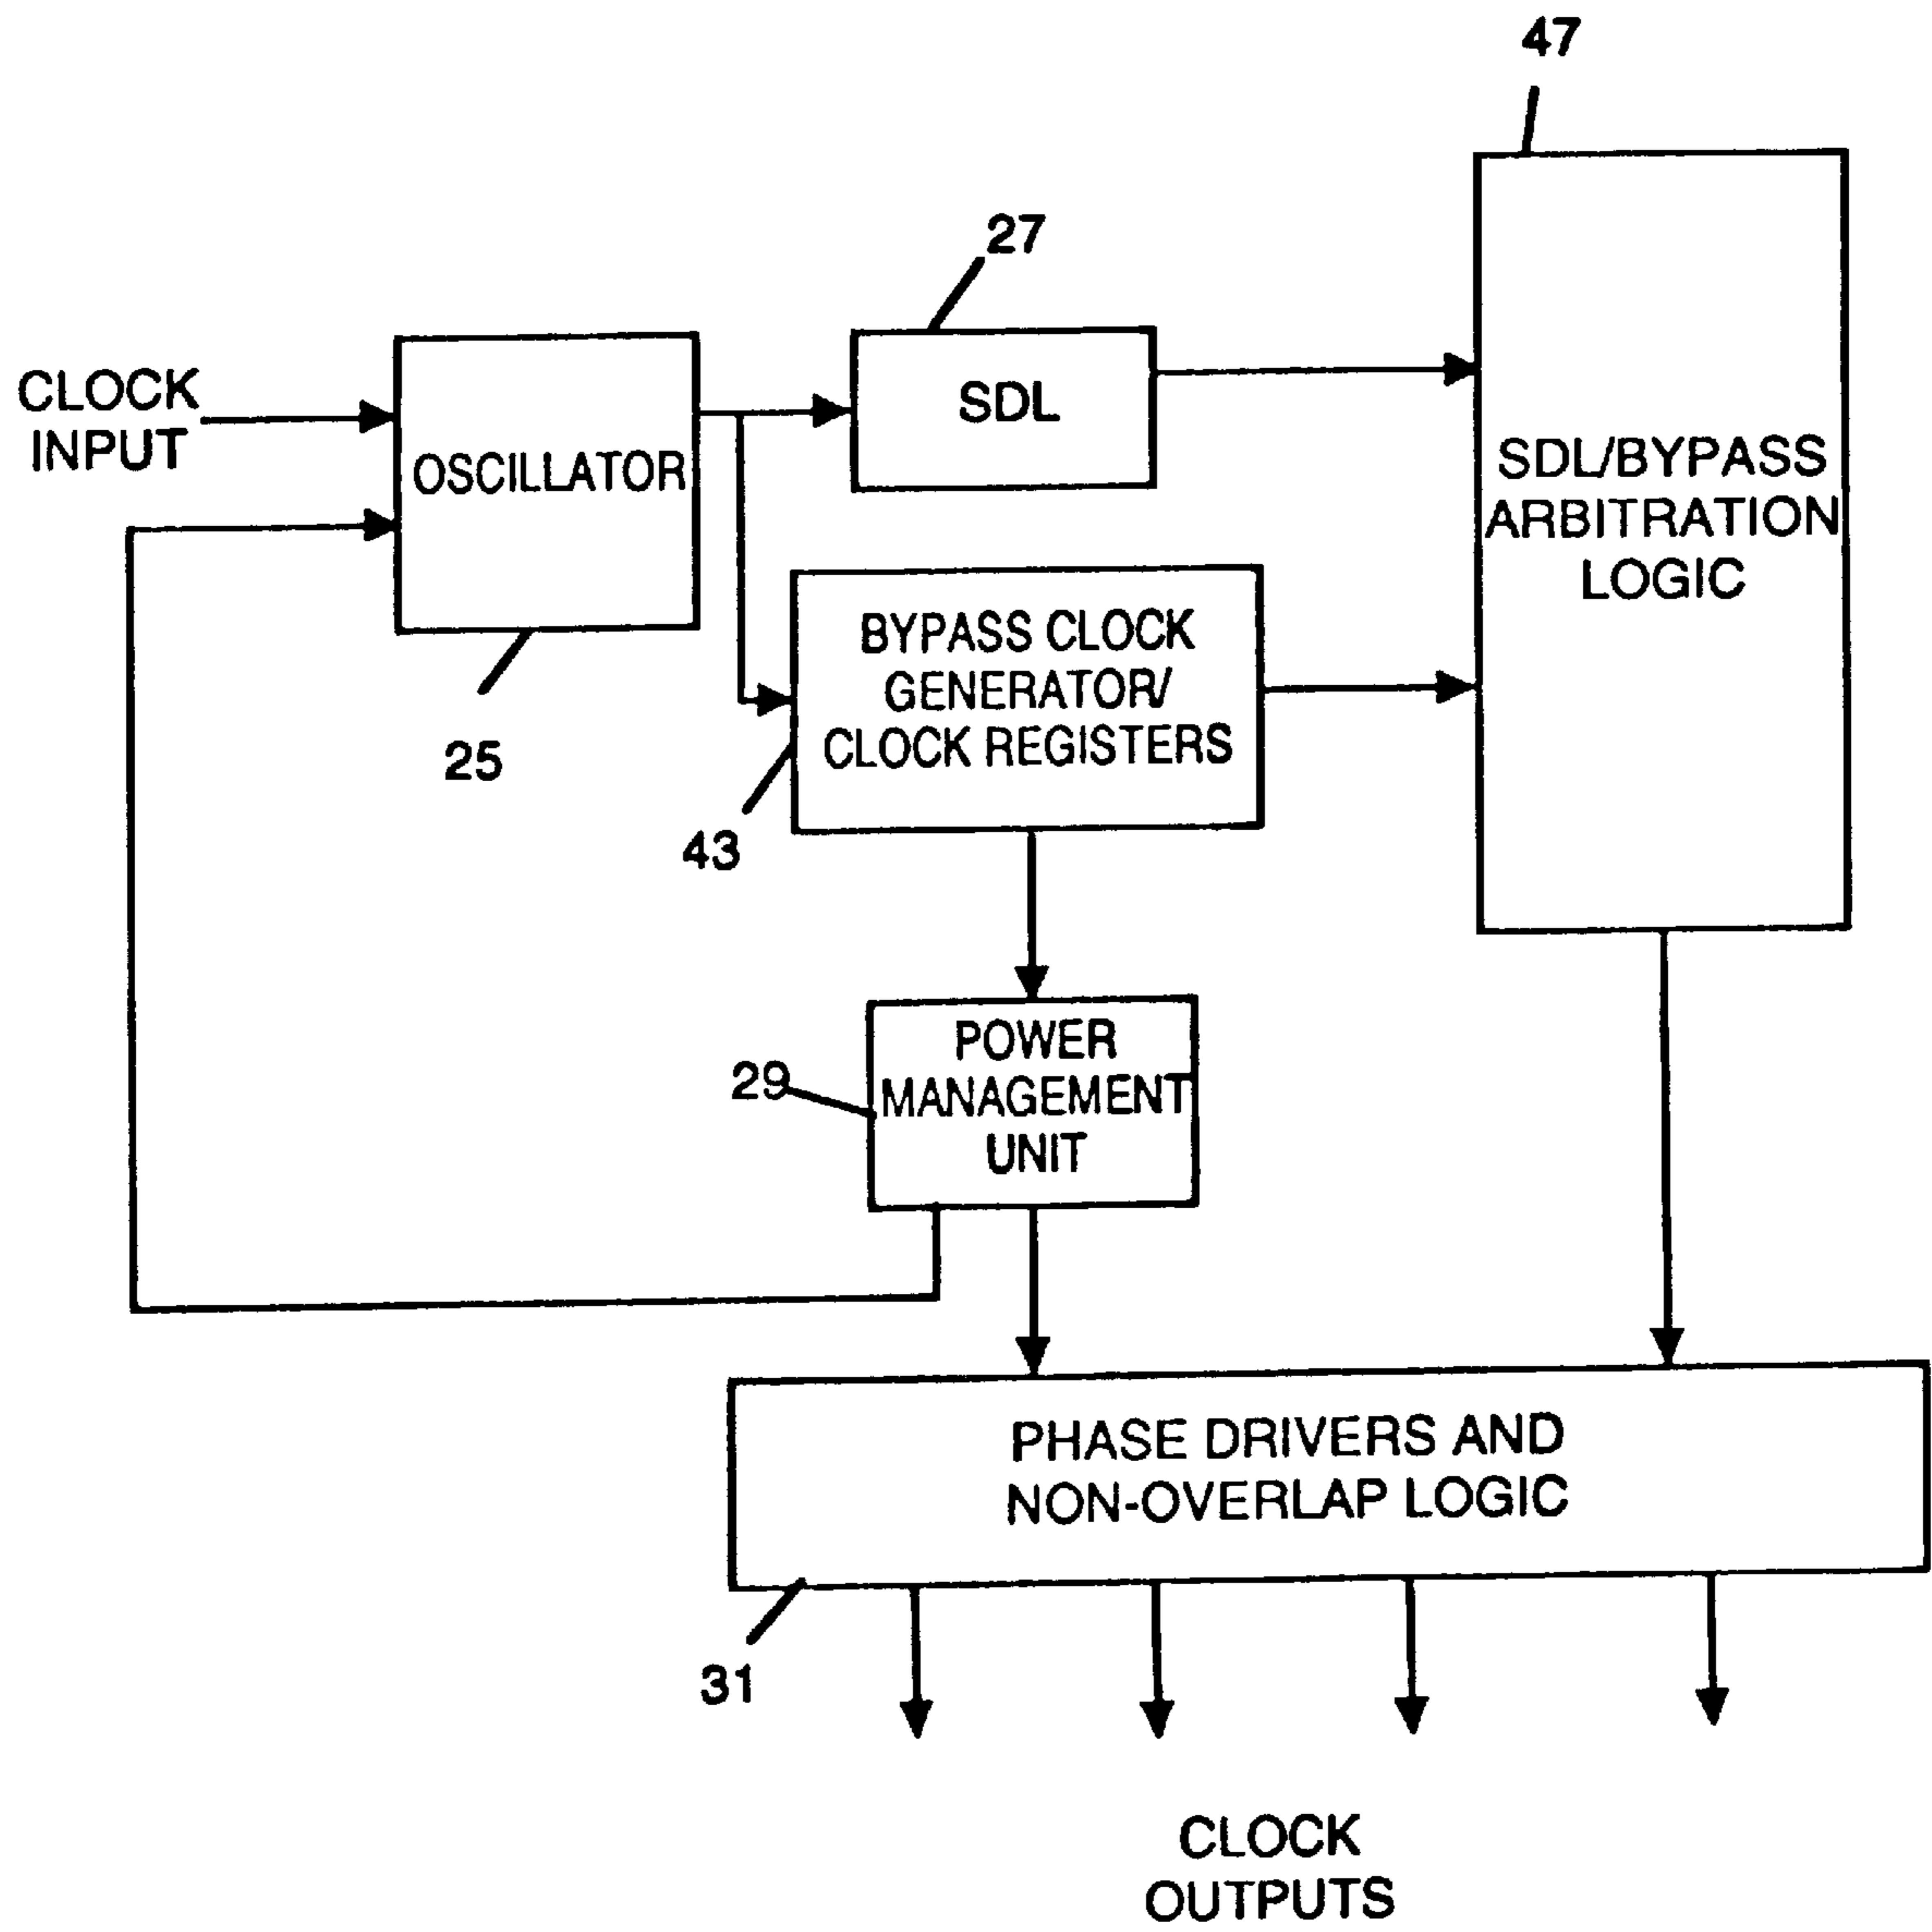 47
27
CLOCK
INPUT
OSCILLATOR
SDL
SDL/BYPASS
ARBITRATION
LOGIC
25
BYPASS CLOCK
GENERATOR/
CLOCK REGISTERS
43
29
POWER
MANAGEMENT
UNIT
PHASE DRIVERS AND
NON-OVERLAP LOGIC
31
CLOCK
OUTPUTS